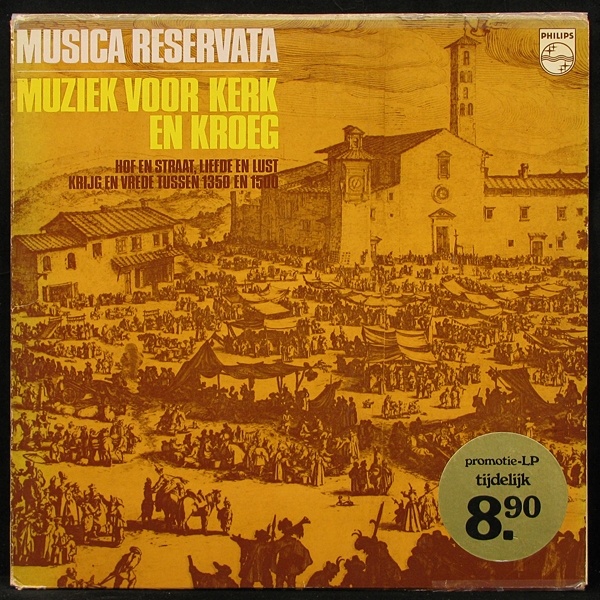 MUSICA RESERVATA
PHILIPS
MUZIEK VOOR KERK
EN KROEG
HOF EN STRAAT, LIEFDE EN LUST
KRIJG EN VREDE TUSSEN 1350 EN 1500
promotie-LP
tijdelijk
8.90